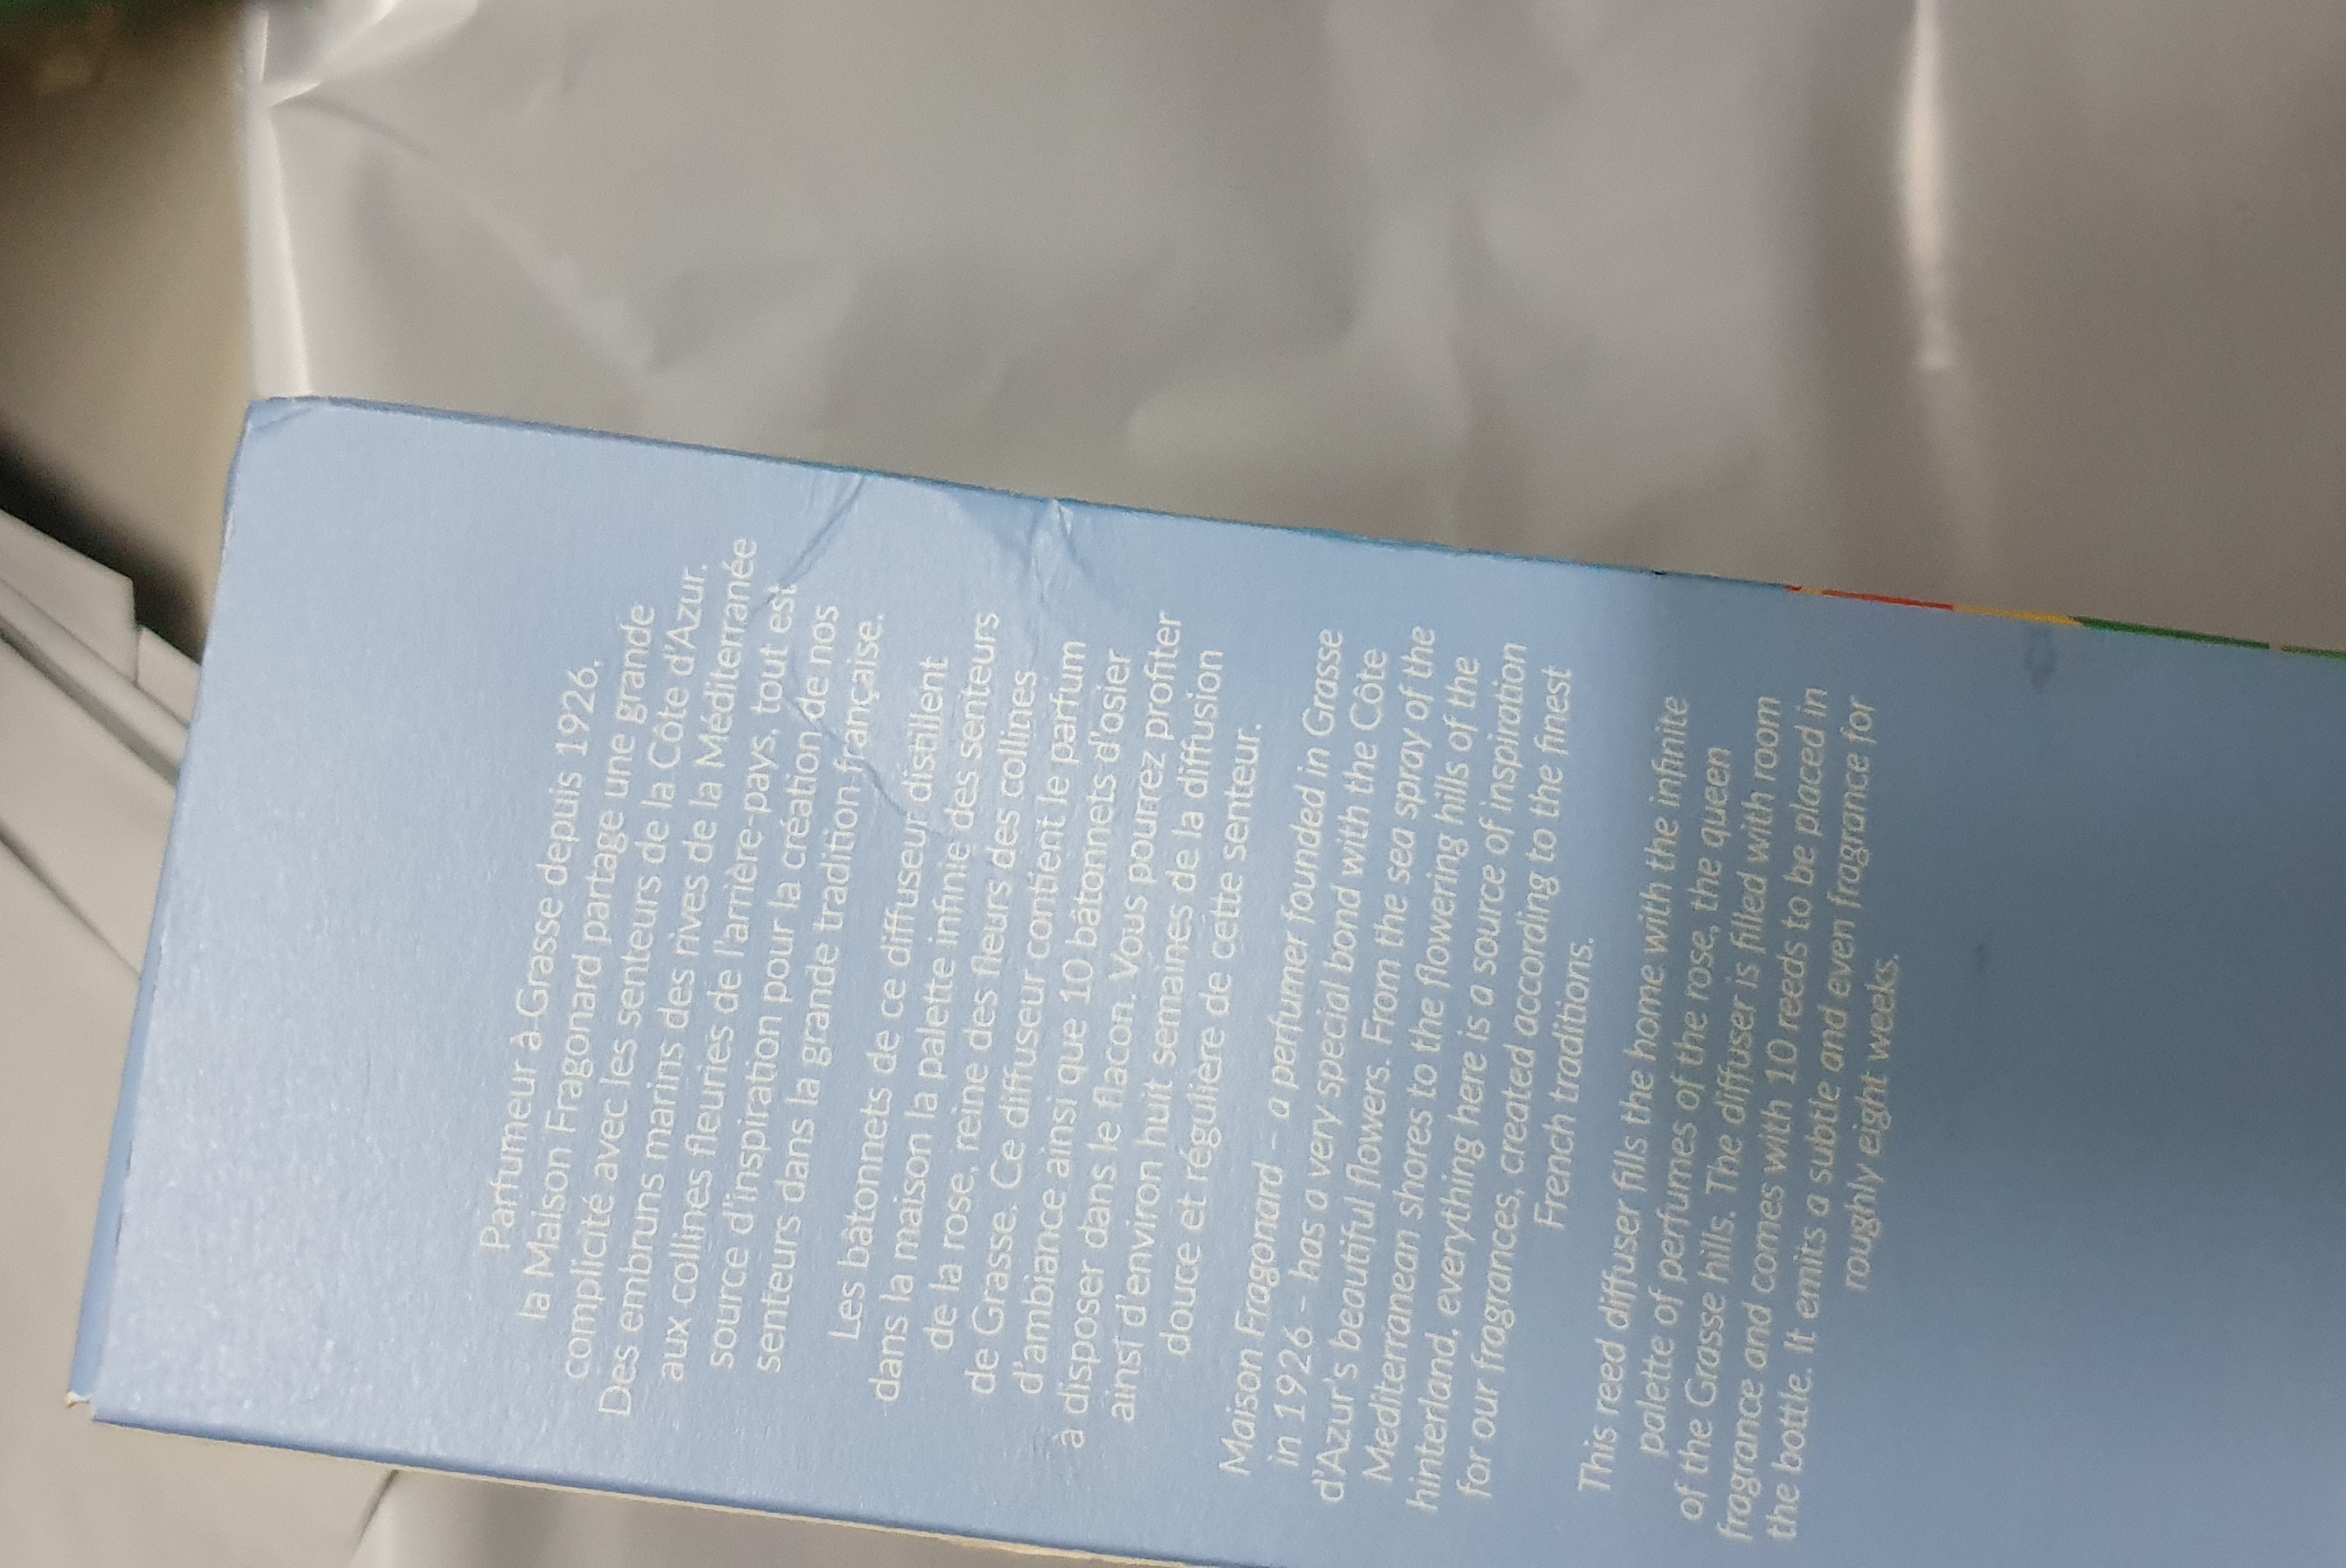 Parfumeur à Grasse depuis 1926,
la Maison Fragonard partage une grande
complicité avec les senteurs de la Côte d'Azur.
Des embruns marins des rives de la Méditerranée
aux collines fleuries de l'arrière-pays, tout est
source d'inspiration pour la création de nos
senteurs dans la grande tradition française.
Les bâtonnets de ce diffuseur distillent
dans la maison la palette infinie des senteurs
de la rose, reine des fleurs des collines
de Grasse. Ce diffuseur contient le parfum
d'ambiance ainsi que 10 bâtonnets d'osier
à disposer dans le flacon. Vous pourrez profiter
ainsi d'environ huit semaines de la diffusion
douce et régulière de cette senteur.
Maison Fragonard - a perfumer founded in Grasse
in 1926 - has a very special bond with the Côte
d'Azur's beautiful flowers. From the sea spray of the
Mediterranean shores to the flowering hills of the
hinterland, everything here is a source of inspiration
for our fragrances, created according to the finest
French traditions.
This reed diffuser fills the home with the infinite
palette of perfumes of the rose, the queen
of the Grasse hills. The diffuser is filled with room
fragrance and comes with 10 reeds to be placed in
the bottle. It emits a subtle and even fragrance for
roughly eight weeks.